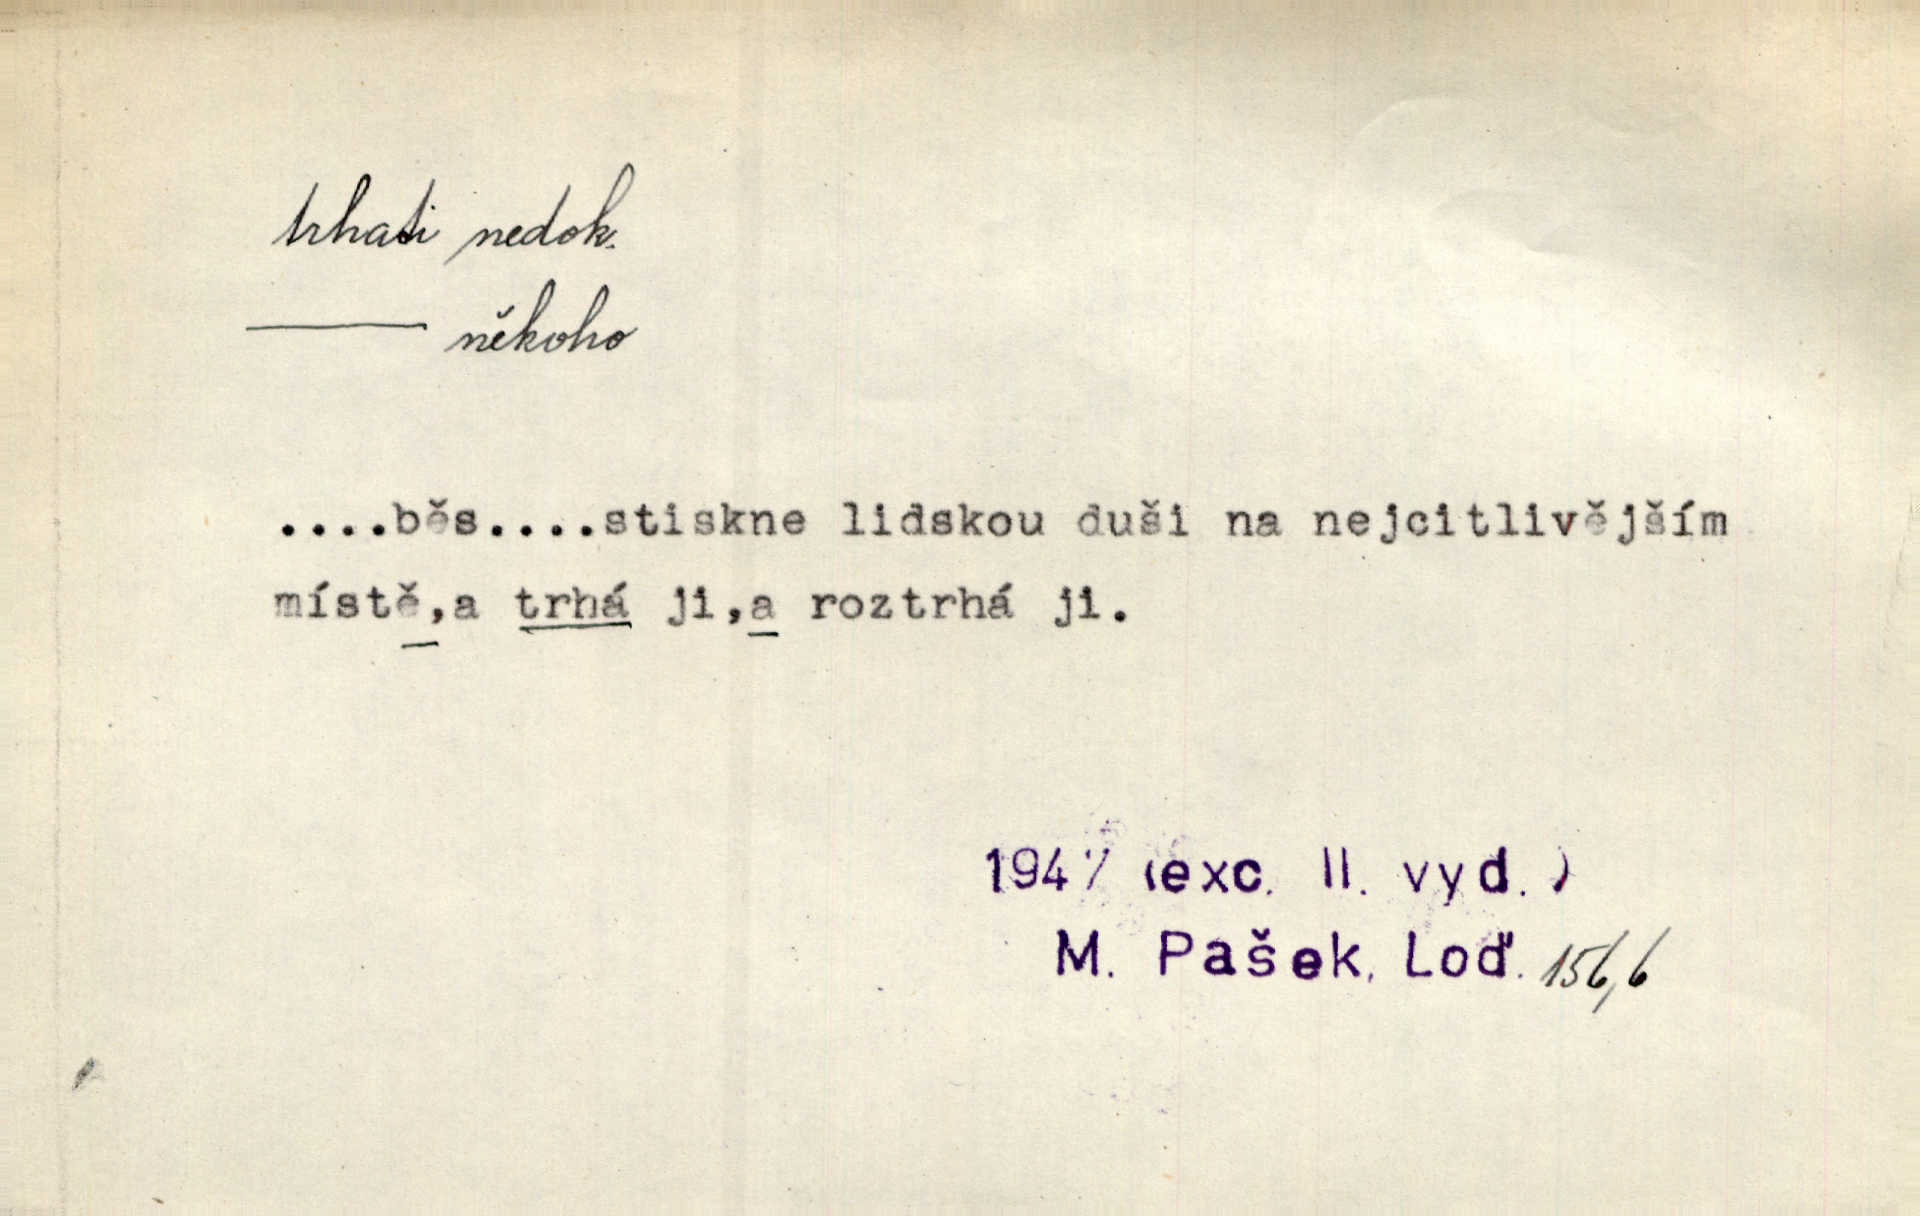 trhati nedok.
—— někoho
....běs....stiskne lidskou duši na nejcitlivějším
místě,a trhá ji,a roztrhá ji.
1947 (exc. II. vyd.)
M. Pašek, Loď. 156,6